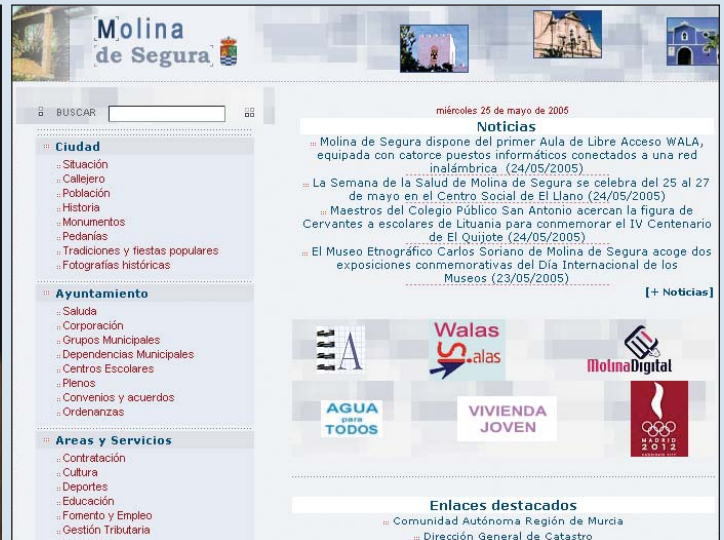 Molina
de Segura
BUSCAR
Ciudad
Situación
Callejero
Población
Historia
Monumentos
Pedanías
Tradiciones y fiestas populares
Fotografías históricas
Ayuntamiento
Saluda
Corporación
Grupos Municipales
Dependencias Municipales
Centros Escolares
Plenos
Convenios y acuerdos
Ordenanzas
Areas y Servicios
Contratación
Cultura
Deportes
Educación
Fomento y Empleo
Gestión Tributaria
miércoles 25 de mayo de 2005
Noticias
Molina de Segura dispone del primer Aula de Libre Acceso WALA,
equipada con catorce puestos informáticos conectados a una red
inalámbrica (24/05/2005)
La Semana de la Salud de Molina de Segura se celebra del 25 al 27
de mayo en el Centro Social de El Llano (24/05/2005)
Maestros del Colegio Público San Antonio acercan la figura de
Cervantes a escolares de Lituania para conmemorar el IV Centenario
de El Quijote (24/05/2005)
El Museo Etnográfico Carlos Soriano de Molina de Segura acoge dos
exposiciones conmemorativas del Día Internacional de los
Museos (23/05/2005)
[+ Noticias]
A
Walas
S.alas
MolinaDigital
AGUA
para
TODOS
VIVIENDA
JOVEN
MADRID
2012
Enlaces destacados
Comunidad Autónoma Región de Murcia
Dirección General de Catastro